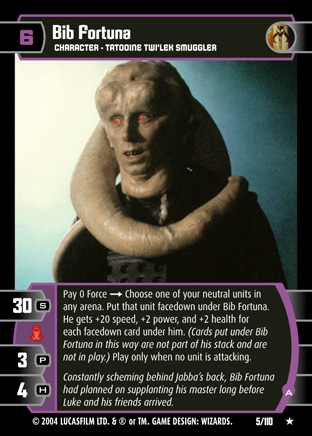 6
Bib Fortuna
CHARACTER - TATOOINE TWI'LEK SMUGGLER
30 S
3 P
4 H
Pay 0 Force → Choose one of your neutral units in
any arena. Put that unit facedown under Bib Fortuna.
He gets +20 speed, +2 power, and +2 health for
each facedown card under him. (Cards put under Bib
Fortuna in this way are not part of his stack and are
not in play.) Play only when no unit is attacking.
Constantly scheming behind Jabba's back, Bib Fortuna
had planned on supplanting his master long before
Luke and his friends arrived.
A
© 2004 LUCASFILM LTD. & ® or TM. GAME DESIGN: WIZARDS.
5/110 ★